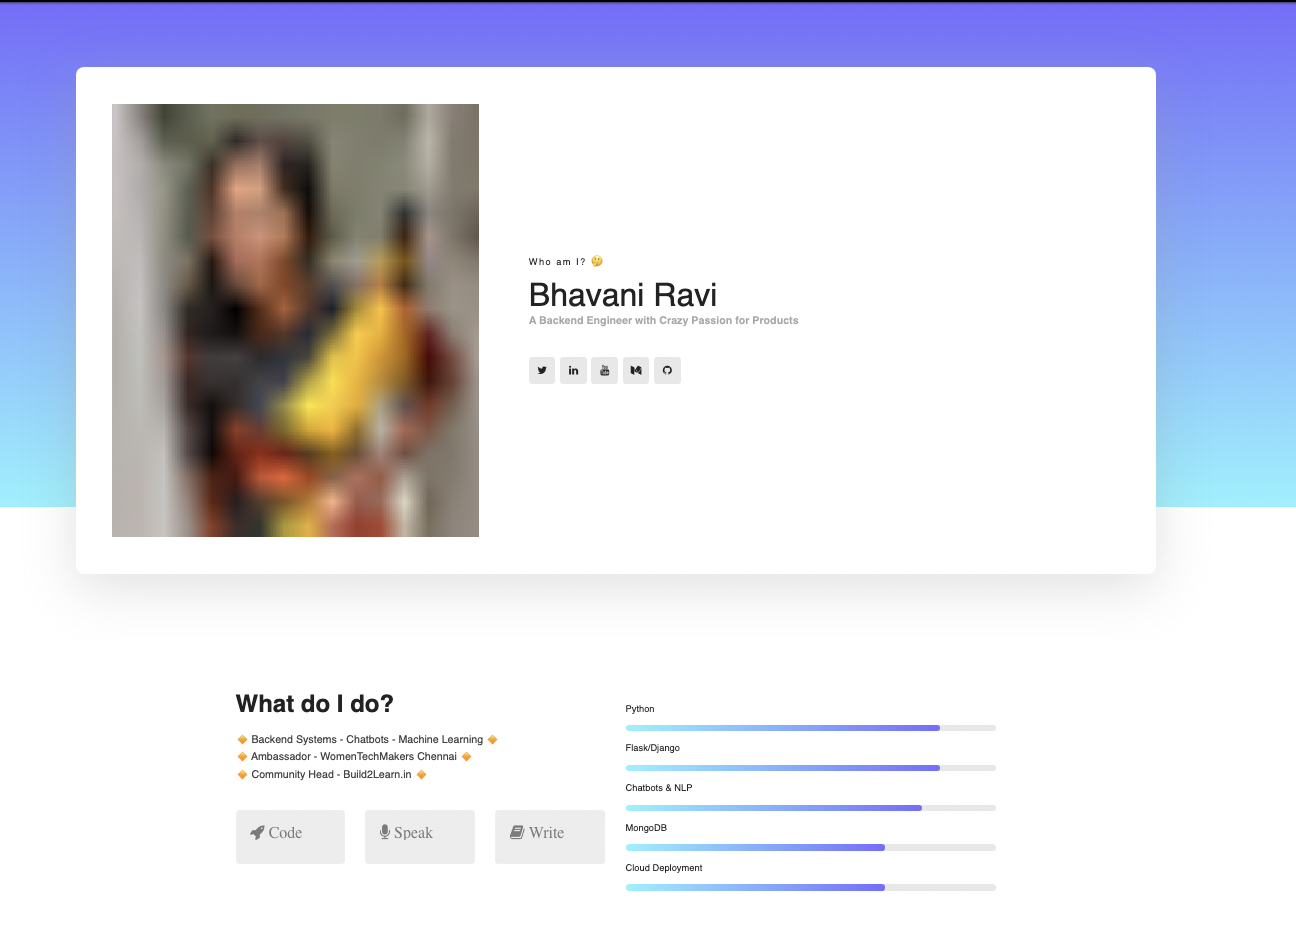 Who am I? 🤔
Bhavani Ravi
A Backend Engineer with Crazy Passion for Products
What do I do?
🔸 Backend Systems - Chatbots - Machine Learning 🔸
🔸 Ambassador - WomenTechMakers Chennai 🔸
🔸 Community Head - Build2Learn.in 🔸
Code
Speak
Write
Python
Flask/Django
Chatbots & NLP
MongoDB
Cloud Deployment